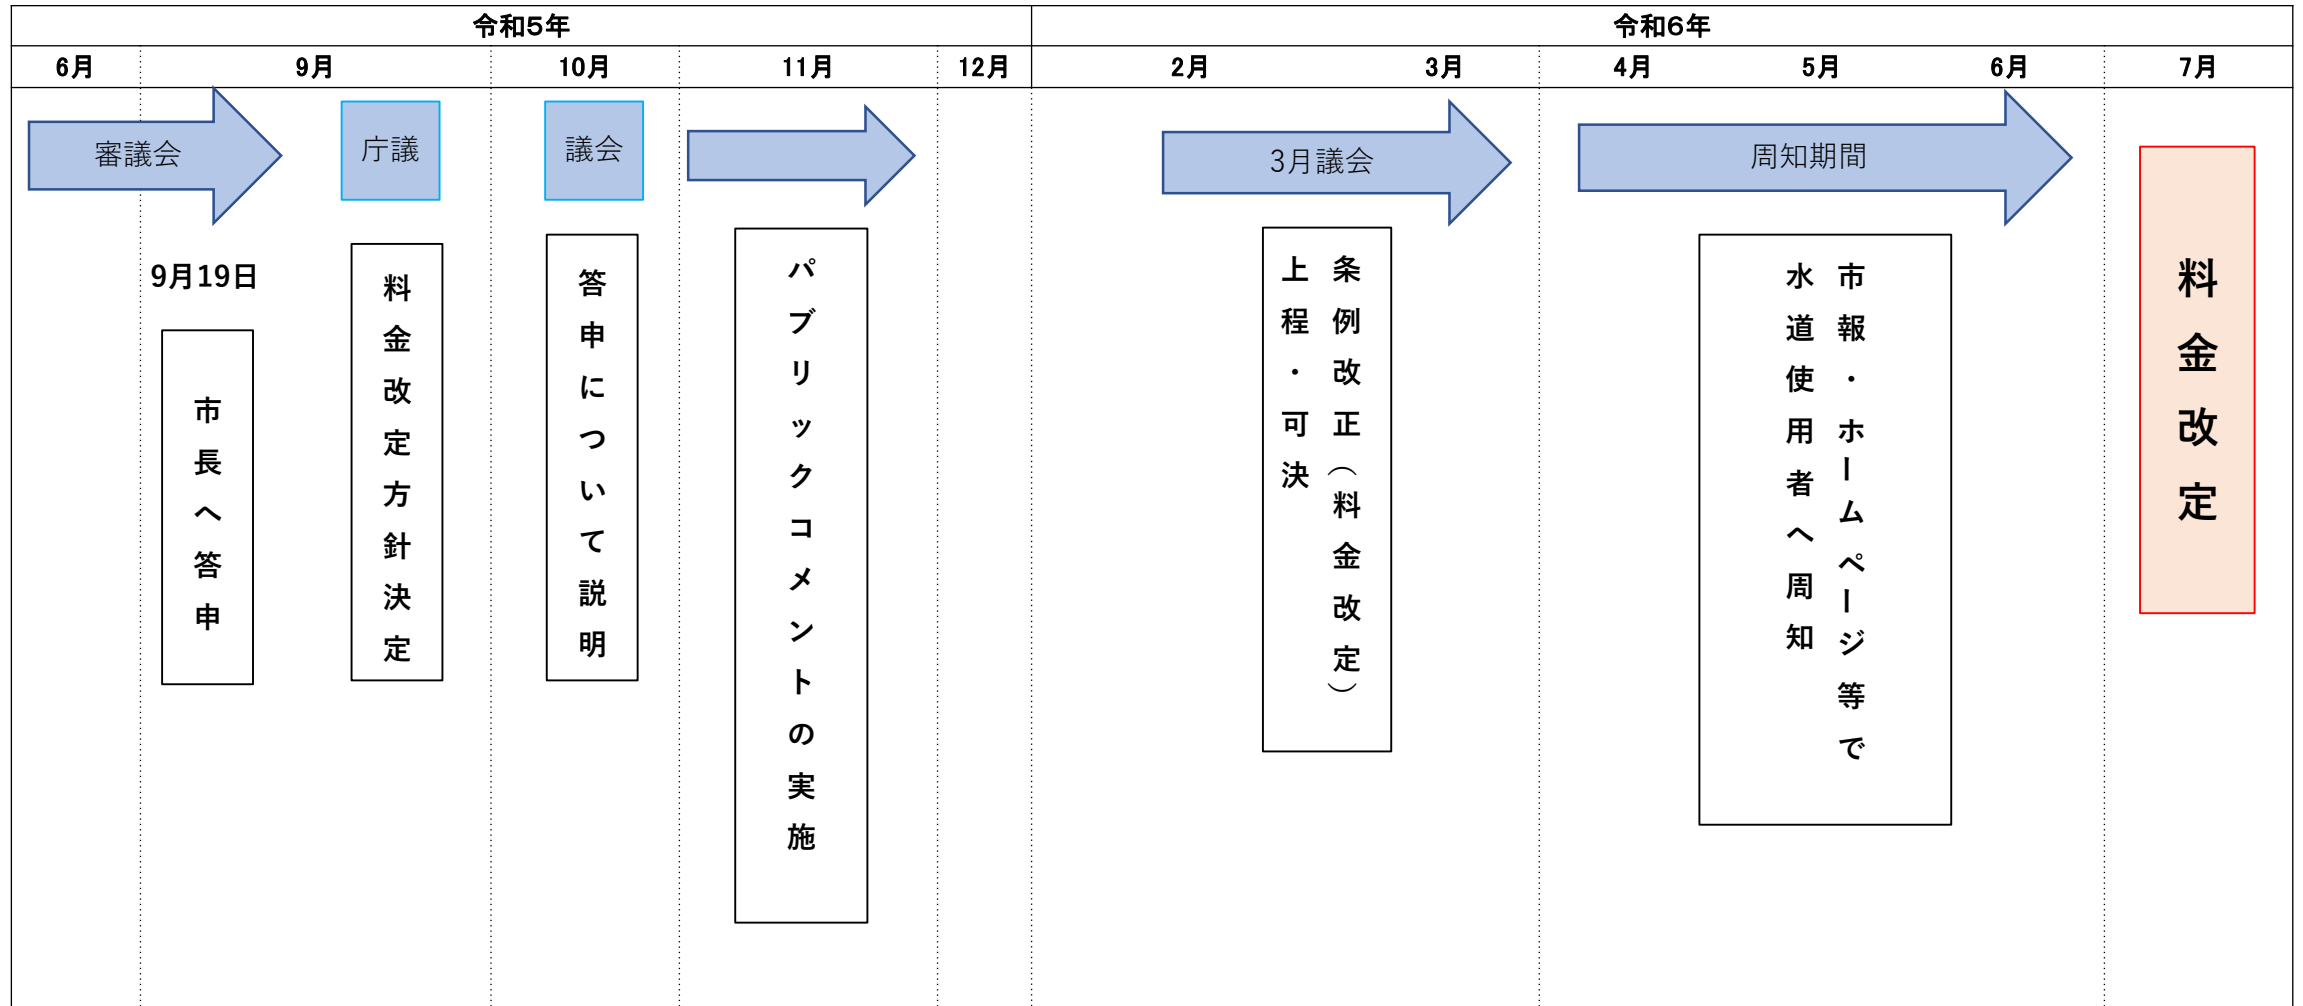 令和5年
令和6年
6月
9月
10月
11月
12月
2月
3月
4月
5月
6月
7月
審議会
庁議
議会
3月議会
周知期間
9月19日
市長へ答申
料金改定方針決定
答申について説明
パブリックコメントの実施
条例改正(料金改定)
上程・可決
市報・ホームページ等で
水道使用者へ周知
料金改定